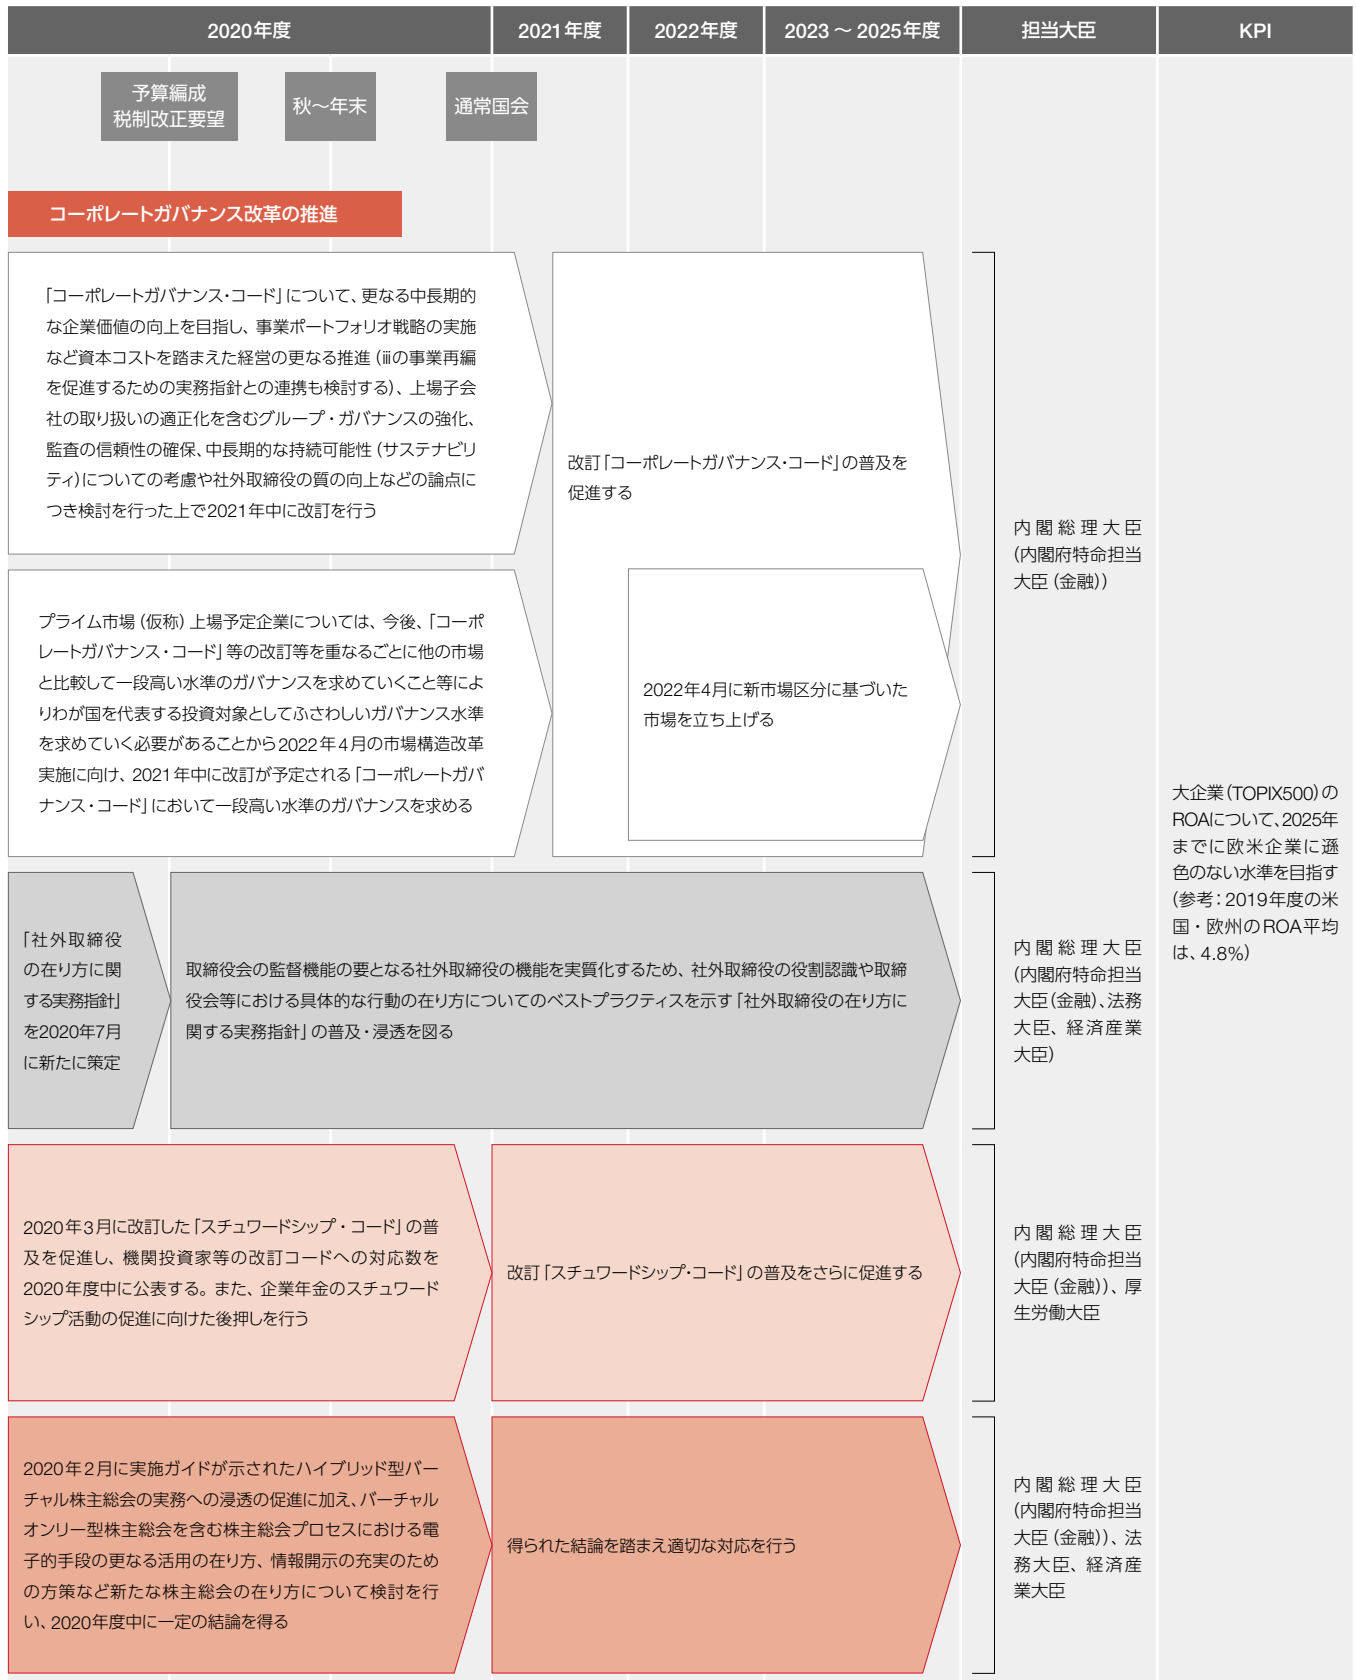 2020年度
2021年度
2022年度
2023～2025年度
担当大臣
KPI
予算編成
税制改正要望
秋～年末
通常国会
コーポレートガバナンス改革の推進
「コーポレートガバナンス・コード」について、更なる中長期的
な企業価値の向上を目指し、事業ポートフォリオ戦略の実施
など資本コストを踏まえた経営の更なる推進(ⅲの事業再編
を促進するための実務指針との連携も検討する)、上場子会
社の取り扱いの適正化を含むグループ・ガバナンスの強化、
監査の信頼性の確保、中長期的な持続可能性(サステナビリ
ティ)についての考慮や社外取締役の質の向上などの論点に
つき検討を行った上で2021年中に改訂を行う
改訂「コーポレートガバナンス・コード」の普及を
促進する
プライム市場(仮称)上場予定企業については、今後、「コーポ
レートガバナンス・コード」等の改訂等を重ねるごとに他の市場
と比較して一段高い水準のガバナンスを求めていくこと等によ
りわが国を代表する投資対象としてふさわしいガバナンス水準
を求めていく必要があることから2022年4月の市場構造改革
実施に向け、2021年中に改訂が予定される「コーポレートガバ
ナンス・コード」において一段高い水準のガバナンスを求める
2022年4月に新市場区分に基づいた
市場を立ち上げる
内閣総理大臣
(内閣府特命担当
大臣(金融))
「社外取締役
の在り方に関
する実務指針」
を2020年7月
に新たに策定
取締役会の監督機能の要となる社外取締役の機能を実質化するため、社外取締役の役割認識や取締
役会等における具体的な行動の在り方についてのベストプラクティスを示す「社外取締役の在り方に
関する実務指針」の普及・浸透を図る
内閣総理大臣
(内閣府特命担当
大臣(金融)、法務
大臣、経済産業
大臣)
2020年3月に改訂した「スチュワードシップ・コード」の普
及を促進し、機関投資家等の改訂コードへの対応数を
2020年度中に公表する。また、企業年金のスチュワード
シップ活動の促進に向けた後押しを行う
改訂「スチュワードシップ・コード」の普及をさらに促進する
内閣総理大臣
(内閣府特命担当
大臣(金融))、厚
生労働大臣
2020年2月に実施ガイドが示されたハイブリッド型バー
チャル株主総会の実務への浸透の促進に加え、バーチャル
オンリー型株主総会を含む株主総会プロセスにおける電
子的手段の更なる活用の在り方、情報開示の充実のため
の方策など新たな株主総会の在り方について検討を行
い、2020年度中に一定の結論を得る
得られた結論を踏まえ適切な対応を行う
内閣総理大臣
(内閣府特命担当
大臣(金融))、法
務大臣、経済産
業大臣
大企業(TOPIX500)の
ROAについて、2025年
までに欧米企業に遜
色のない水準を目指す
(参考：2019年度の米
国・欧州のROA平均
は、4.8%)